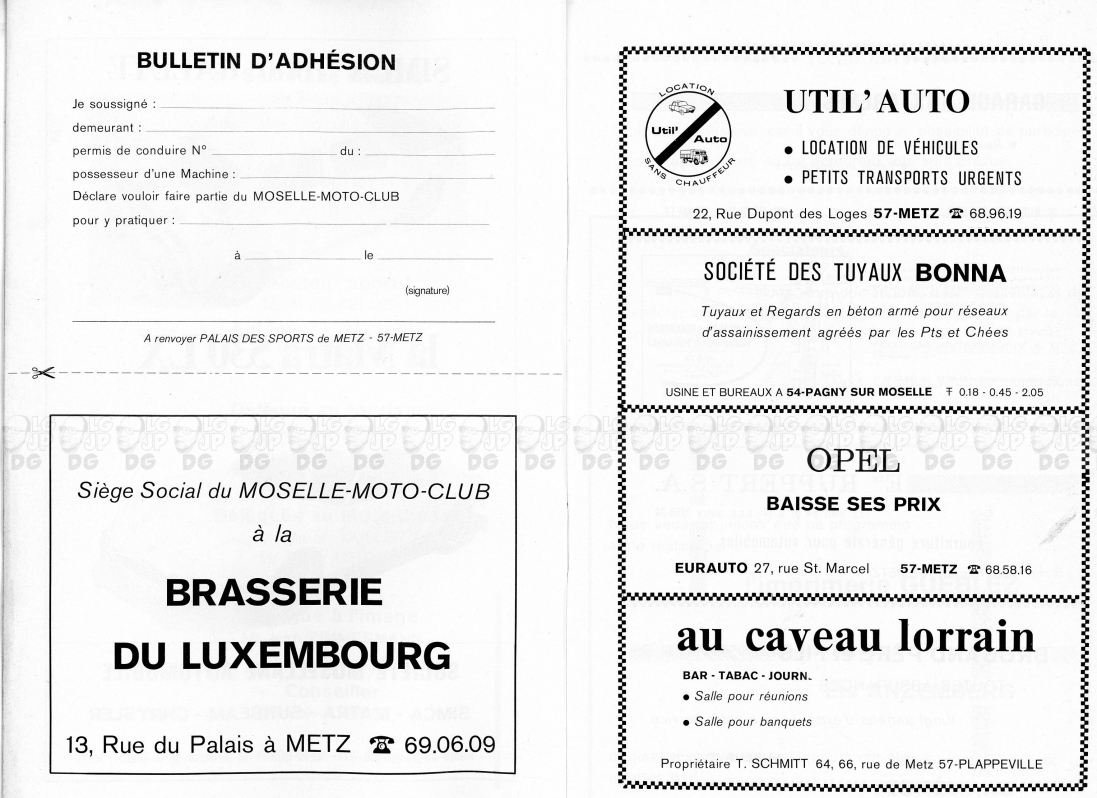 BULLETIN D'ADHÉSION
Je soussigné :
demeurant :
permis de conduire N° du :
possesseur d'une Machine :
Déclare vouloir faire partie du MOSELLE-MOTO-CLUB
pour y pratiquer :
à le
(signature)
A renvoyer PALAIS DES SPORTS de METZ - 57-METZ
Siège Social du MOSELLE-MOTO-CLUB
à la
BRASSERIE
DU LUXEMBOURG
13, Rue du Palais à METZ ☎ 69.06.09
LOCATION
Util' Auto
SANS CHAUFFEUR
UTIL'AUTO
● LOCATION DE VÉHICULES
● PETITS TRANSPORTS URGENTS
22, Rue Dupont des Loges 57-METZ ☎ 68.96.19
SOCIÉTÉ DES TUYAUX BONNA
Tuyaux et Regards en béton armé pour réseaux
d'assainissement agréés par les Pts et Chées
USINE ET BUREAUX A 54-PAGNY SUR MOSELLE T 0.18 - 0.45 - 2.05
OPEL
BAISSE SES PRIX
EURAUTO 27, rue St. Marcel 57-METZ ☎ 68.58.16
au caveau lorrain
BAR - TABAC - JOURN.
● Salle pour réunions
● Salle pour banquets
Propriétaire T. SCHMITT 64, 66, rue de Metz 57-PLAPPEVILLE